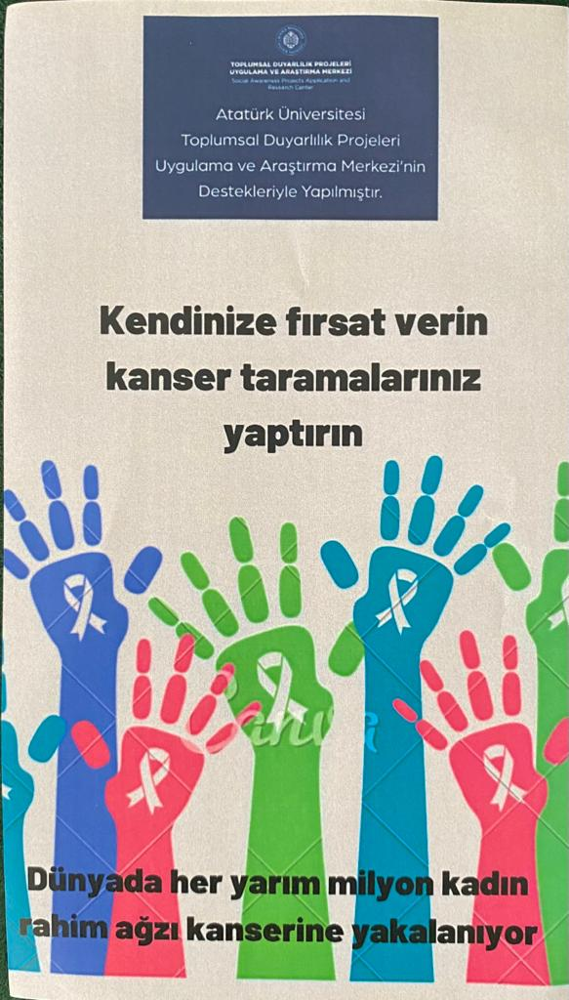 TOPLUMSAL DUYARLILIK PROJELERİ
UYGULAMA VE ARAŞTIRMA MERKEZİ
Social Awareness Projects Application and
Research Center
Atatürk Üniversitesi
Toplumsal Duyarlılık Projeleri
Uygulama ve Araştırma Merkezi'nin
Destekleriyle Yapılmıştır.
Kendinize fırsat verin
kanser taramalarınız
yaptırın
Canva
Dünyada her yarım milyon kadın
rahim ağzı kanserine yakalanıyor